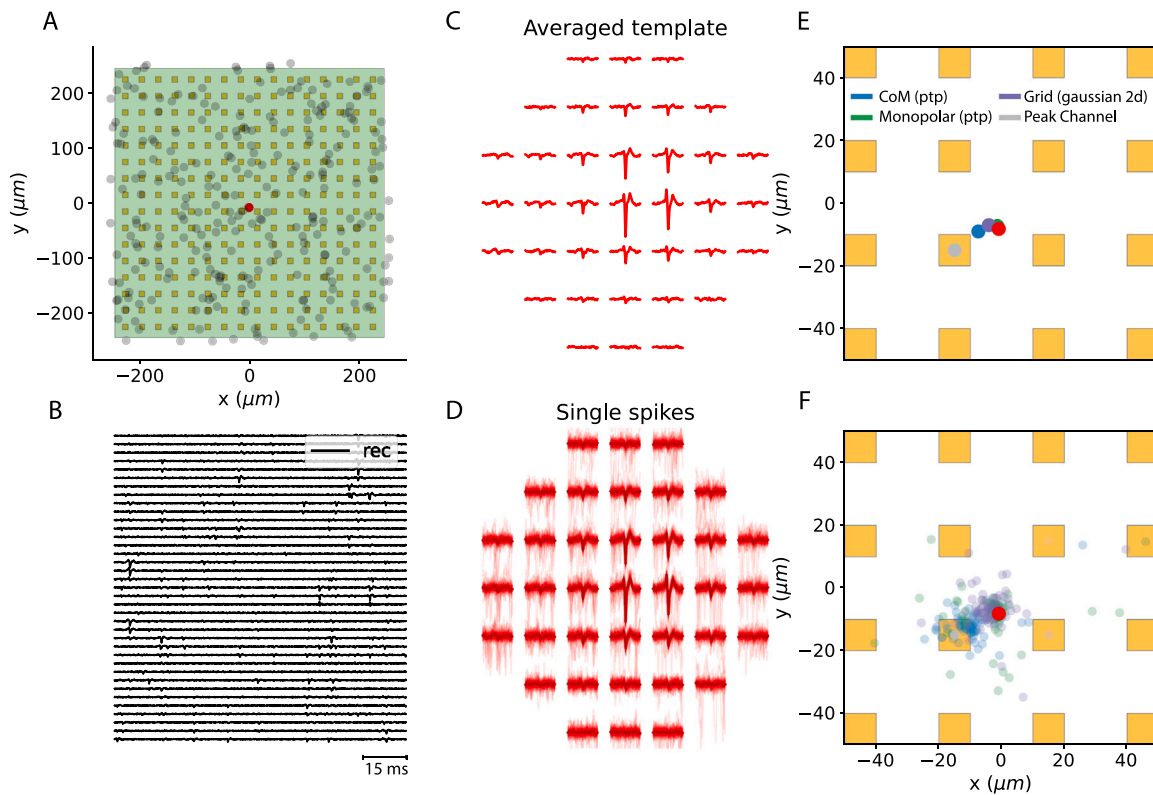 A
200
100
0
−100
−200
y (μm)
−200
0
200
x (μm)
B
rec
15 ms
C
Averaged template
D
Single spikes
E
CoM (ptp)
Grid (gaussian 2d)
Monopolar (ptp)
Peak Channel
40
20
0
−20
−40
y (μm)
F
40
20
0
−20
−40
y (μm)
−40
−20
0
20
40
x (μm)